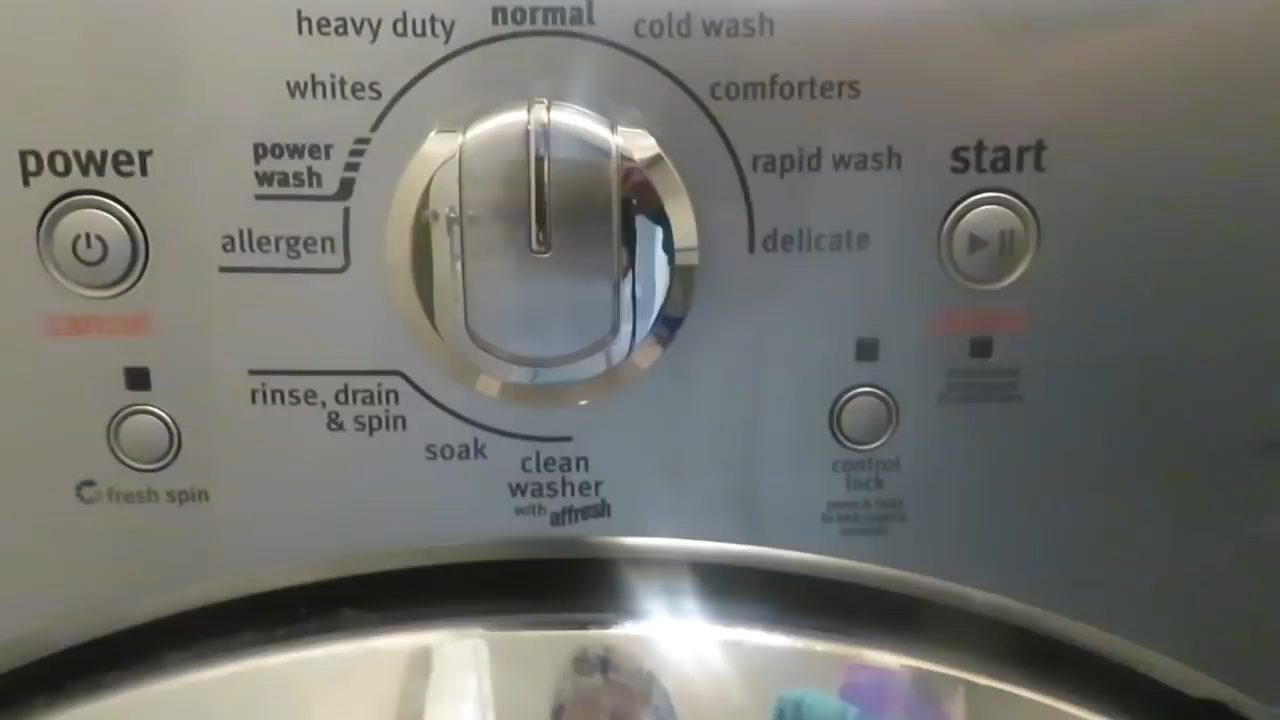 heavy duty
normal
cold wash
whites
comforters
power
wash
rapid wash
allergen
delicate
power
start
rinse, drain
& spin
soak
clean
washer
with affresh
fresh spin
control
lock